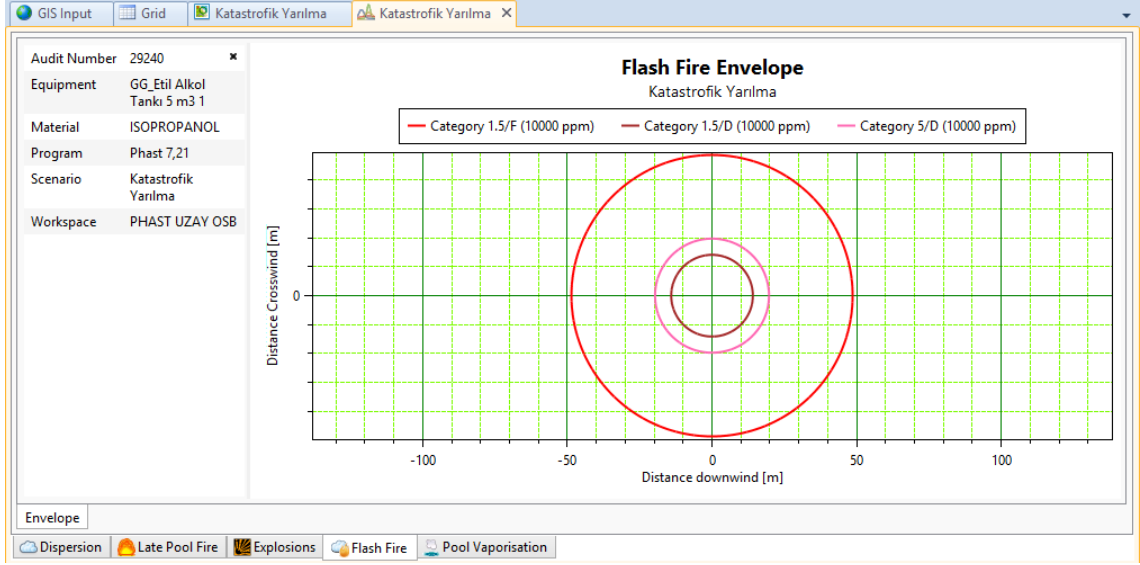 GIS Input
Grid
Katastrofik Yarılma
Katastrofik Yarılma
Audit Number 29240
Equipment GG_Etil Alkol
Tankı 5 m3 1
Material ISOPROPANOL
Program Phast 7,21
Scenario Katastrofik
Yarılma
Workspace PHAST UZAY OSB
Flash Fire Envelope
Katastrofik Yarılma
Category 1.5/F (10000 ppm) Category 1.5/D (10000 ppm) Category 5/D (10000 ppm)
Distance Crosswind [m]
0
-100 -50 0 50 100
Distance downwind [m]
Envelope
Dispersion Late Pool Fire Explosions Flash Fire Pool Vaporisation